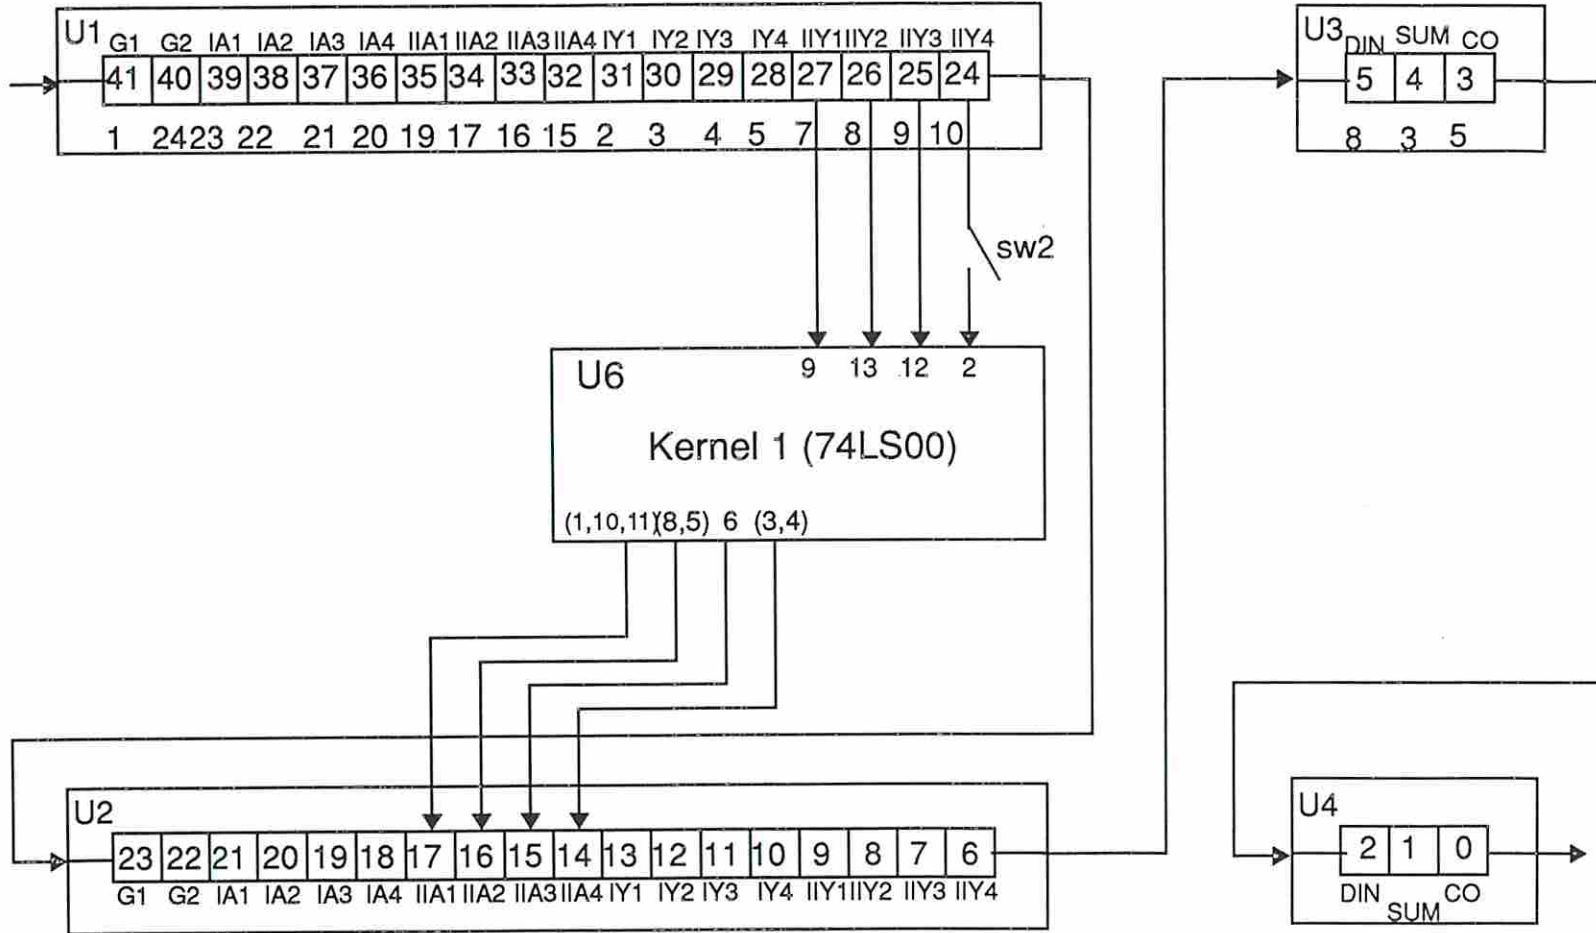 U1 G1 G2 IA1 IA2 IA3 IA4 IIA1 IIA2 IIA3 IIA4 IY1 IY2 IY3 IY4 IIY1 IIY2 IIY3 IIY4
41 40 39 38 37 36 35 34 33 32 31 30 29 28 27 26 25 24
1 24 23 22 21 20 19 17 16 15 2 3 4 5 7 8 9 10
U3 DIN SUM CO
5 4 3
8 3 5
sw2
U6 9 13 12 2
Kernel 1 (74LS00)
(1,10,11) (8,5) 6 (3,4)
U2
23 22 21 20 19 18 17 16 15 14 13 12 11 10 9 8 7 6
G1 G2 IA1 IA2 IA3 IA4 IIA1 IIA2 IIA3 IIA4 IY1 IY2 IY3 IY4 IIY1 IIY2 IIY3 IIY4
U4
2 1 0
DIN SUM CO